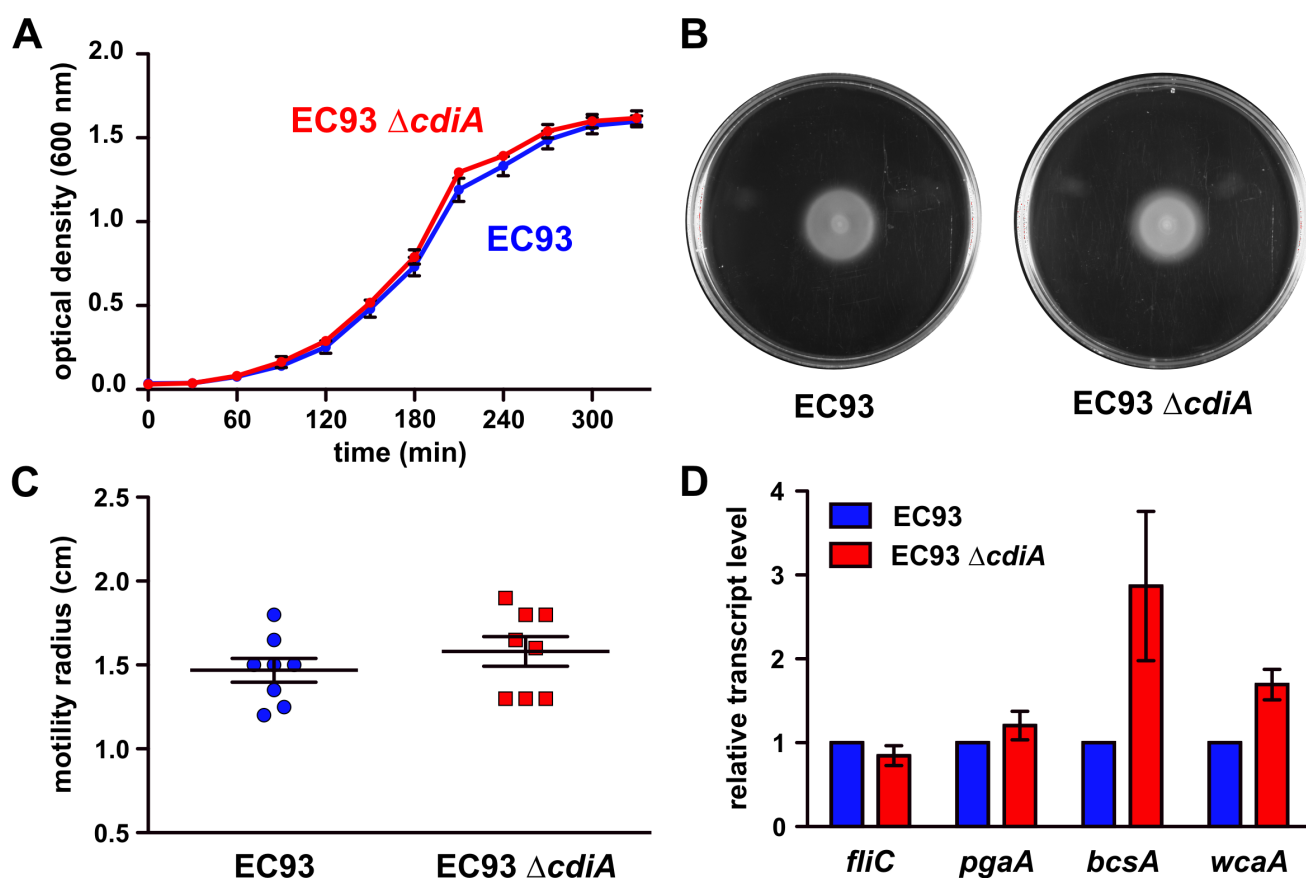 A
optical density (600 nm)
2.0
1.5
1.0
0.5
0.0
EC93 ΔcdiA
EC93
0 60 120 180 240 300
time (min)
B
EC93 EC93 ΔcdiA
C
motility radius (cm)
2.5
2.0
1.5
1.0
0.5
EC93 EC93 ΔcdiA
D
relative transcript level
4
3
2
1
0
EC93
EC93 ΔcdiA
fliC pgaA bcsA wcaA